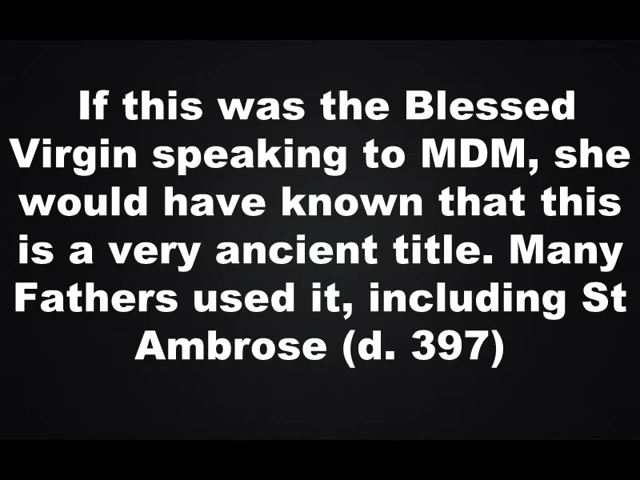 If this was the Blessed
Virgin speaking to MDM, she
would have known that this
is a very ancient title. Many
Fathers used it, including St
Ambrose (d. 397)